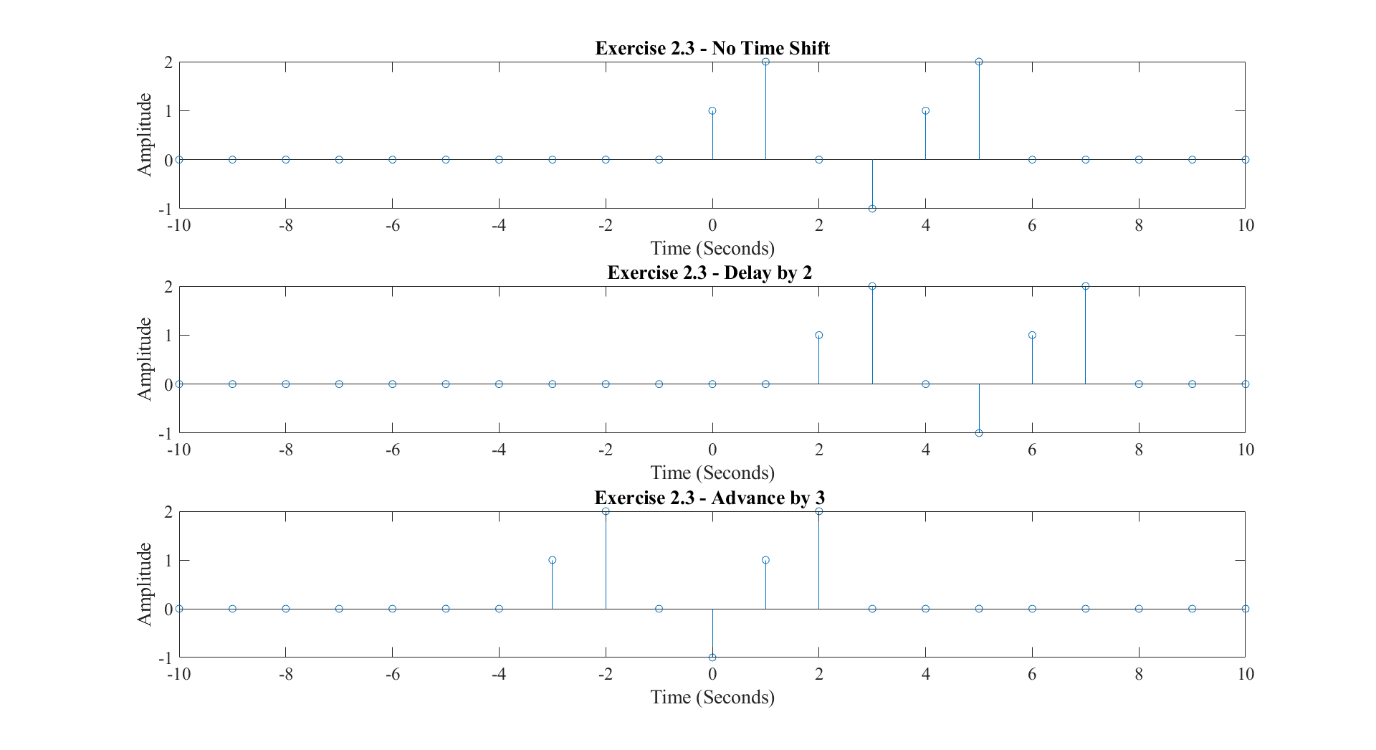 Exercise 2.3 - No Time Shift
2
1
0
-1
Amplitude
-10 -8 -6 -4 -2 0 2 4 6 8 10
Time (Seconds)
Exercise 2.3 - Delay by 2
2
1
0
-1
Amplitude
-10 -8 -6 -4 -2 0 2 4 6 8 10
Time (Seconds)
Exercise 2.3 - Advance by 3
2
1
0
-1
Amplitude
-10 -8 -6 -4 -2 0 2 4 6 8 10
Time (Seconds)